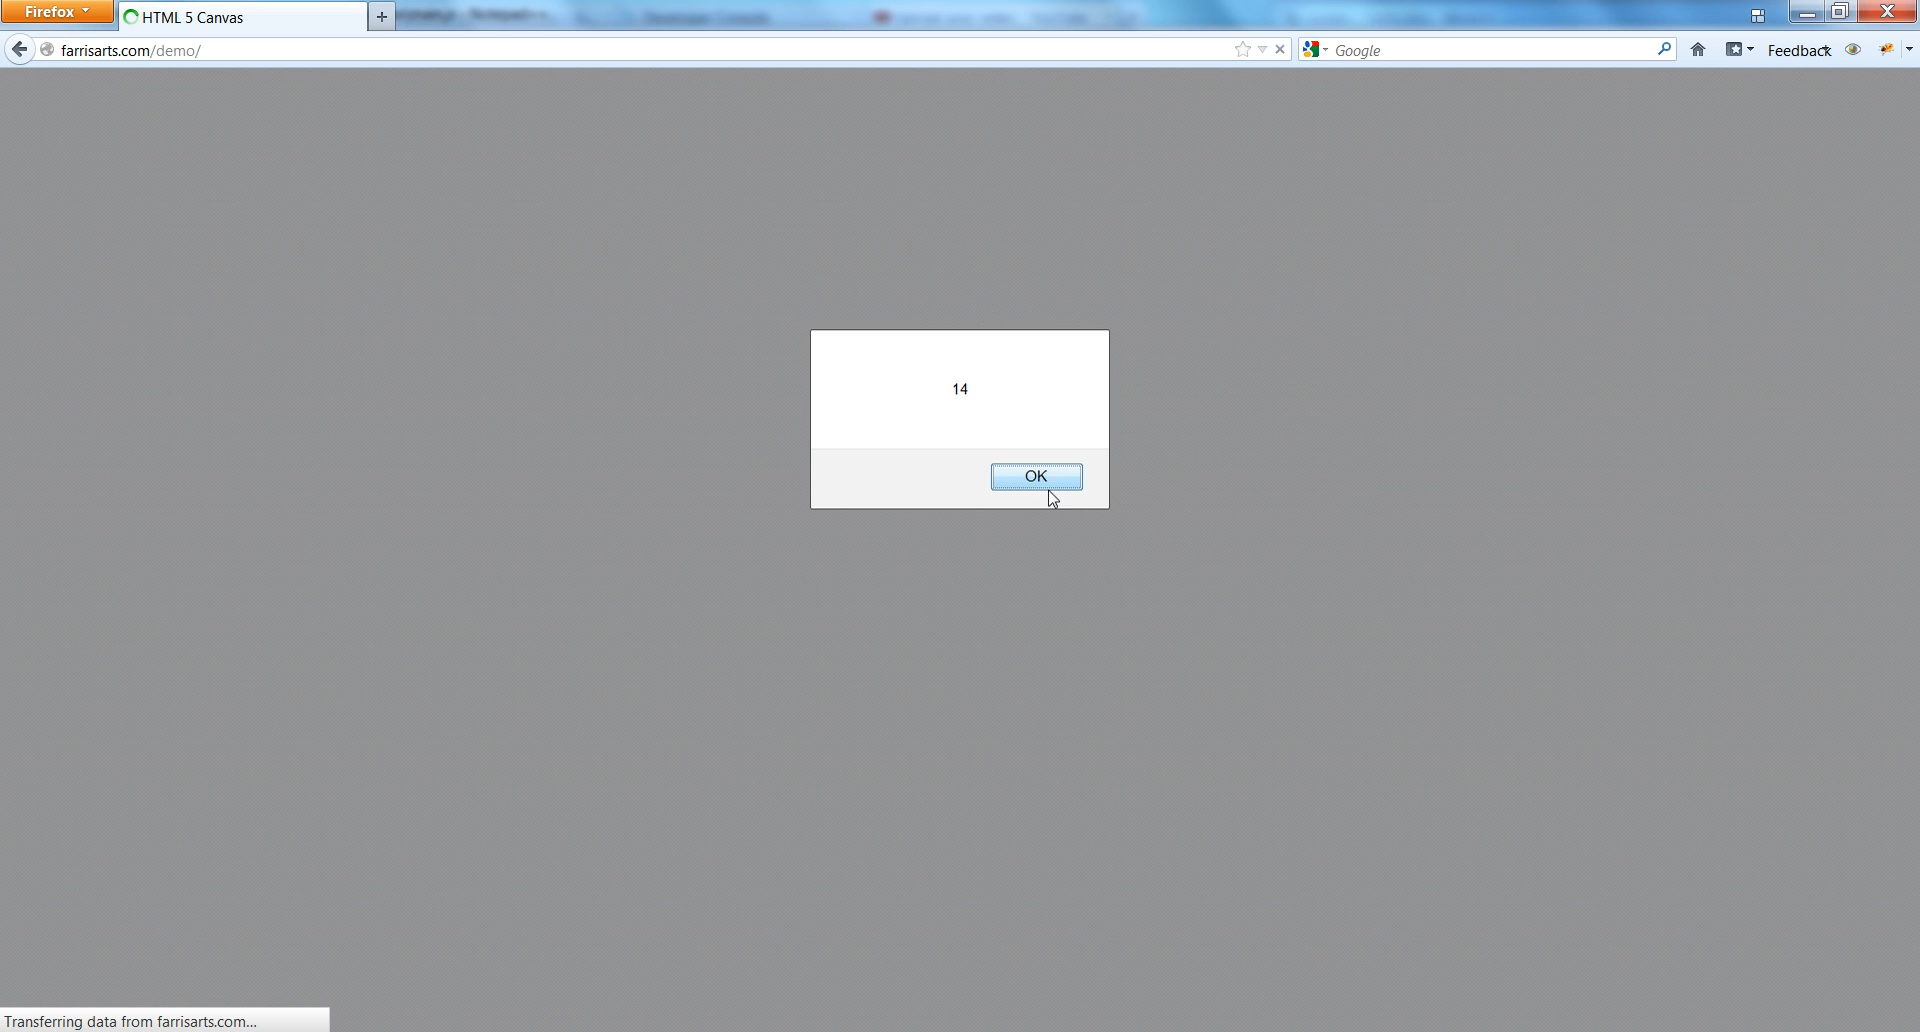 Firefox
HTML 5 Canvas
farrisarts.com/demo/
Google
Feedback
14
OK
Transferring data from farrisarts.com...